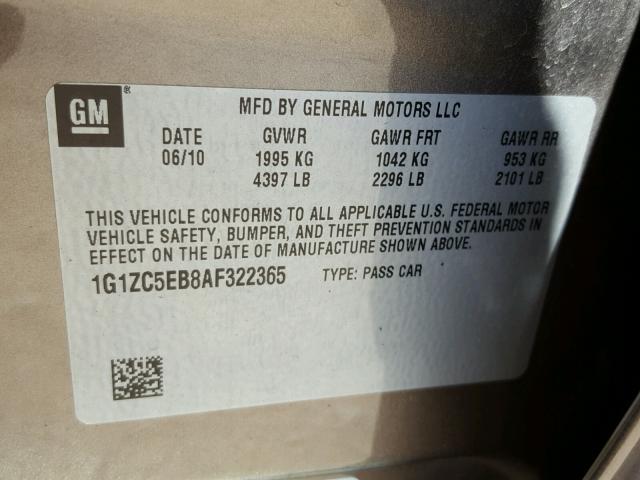 GM ®
MFD BY GENERAL MOTORS LLC
DATE GVWR GAWR FRT GAWR RR
06/10 1995 KG 1042 KG 953 KG
4397 LB 2296 LB 2101 LB
THIS VEHICLE CONFORMS TO ALL APPLICABLE U.S. FEDERAL MOTOR
VEHICLE SAFETY, BUMPER, AND THEFT PREVENTION STANDARDS IN
EFFECT ON THE DATE OF MANUFACTURE SHOWN ABOVE.
1G1ZC5EB8AF322365 TYPE: PASS CAR